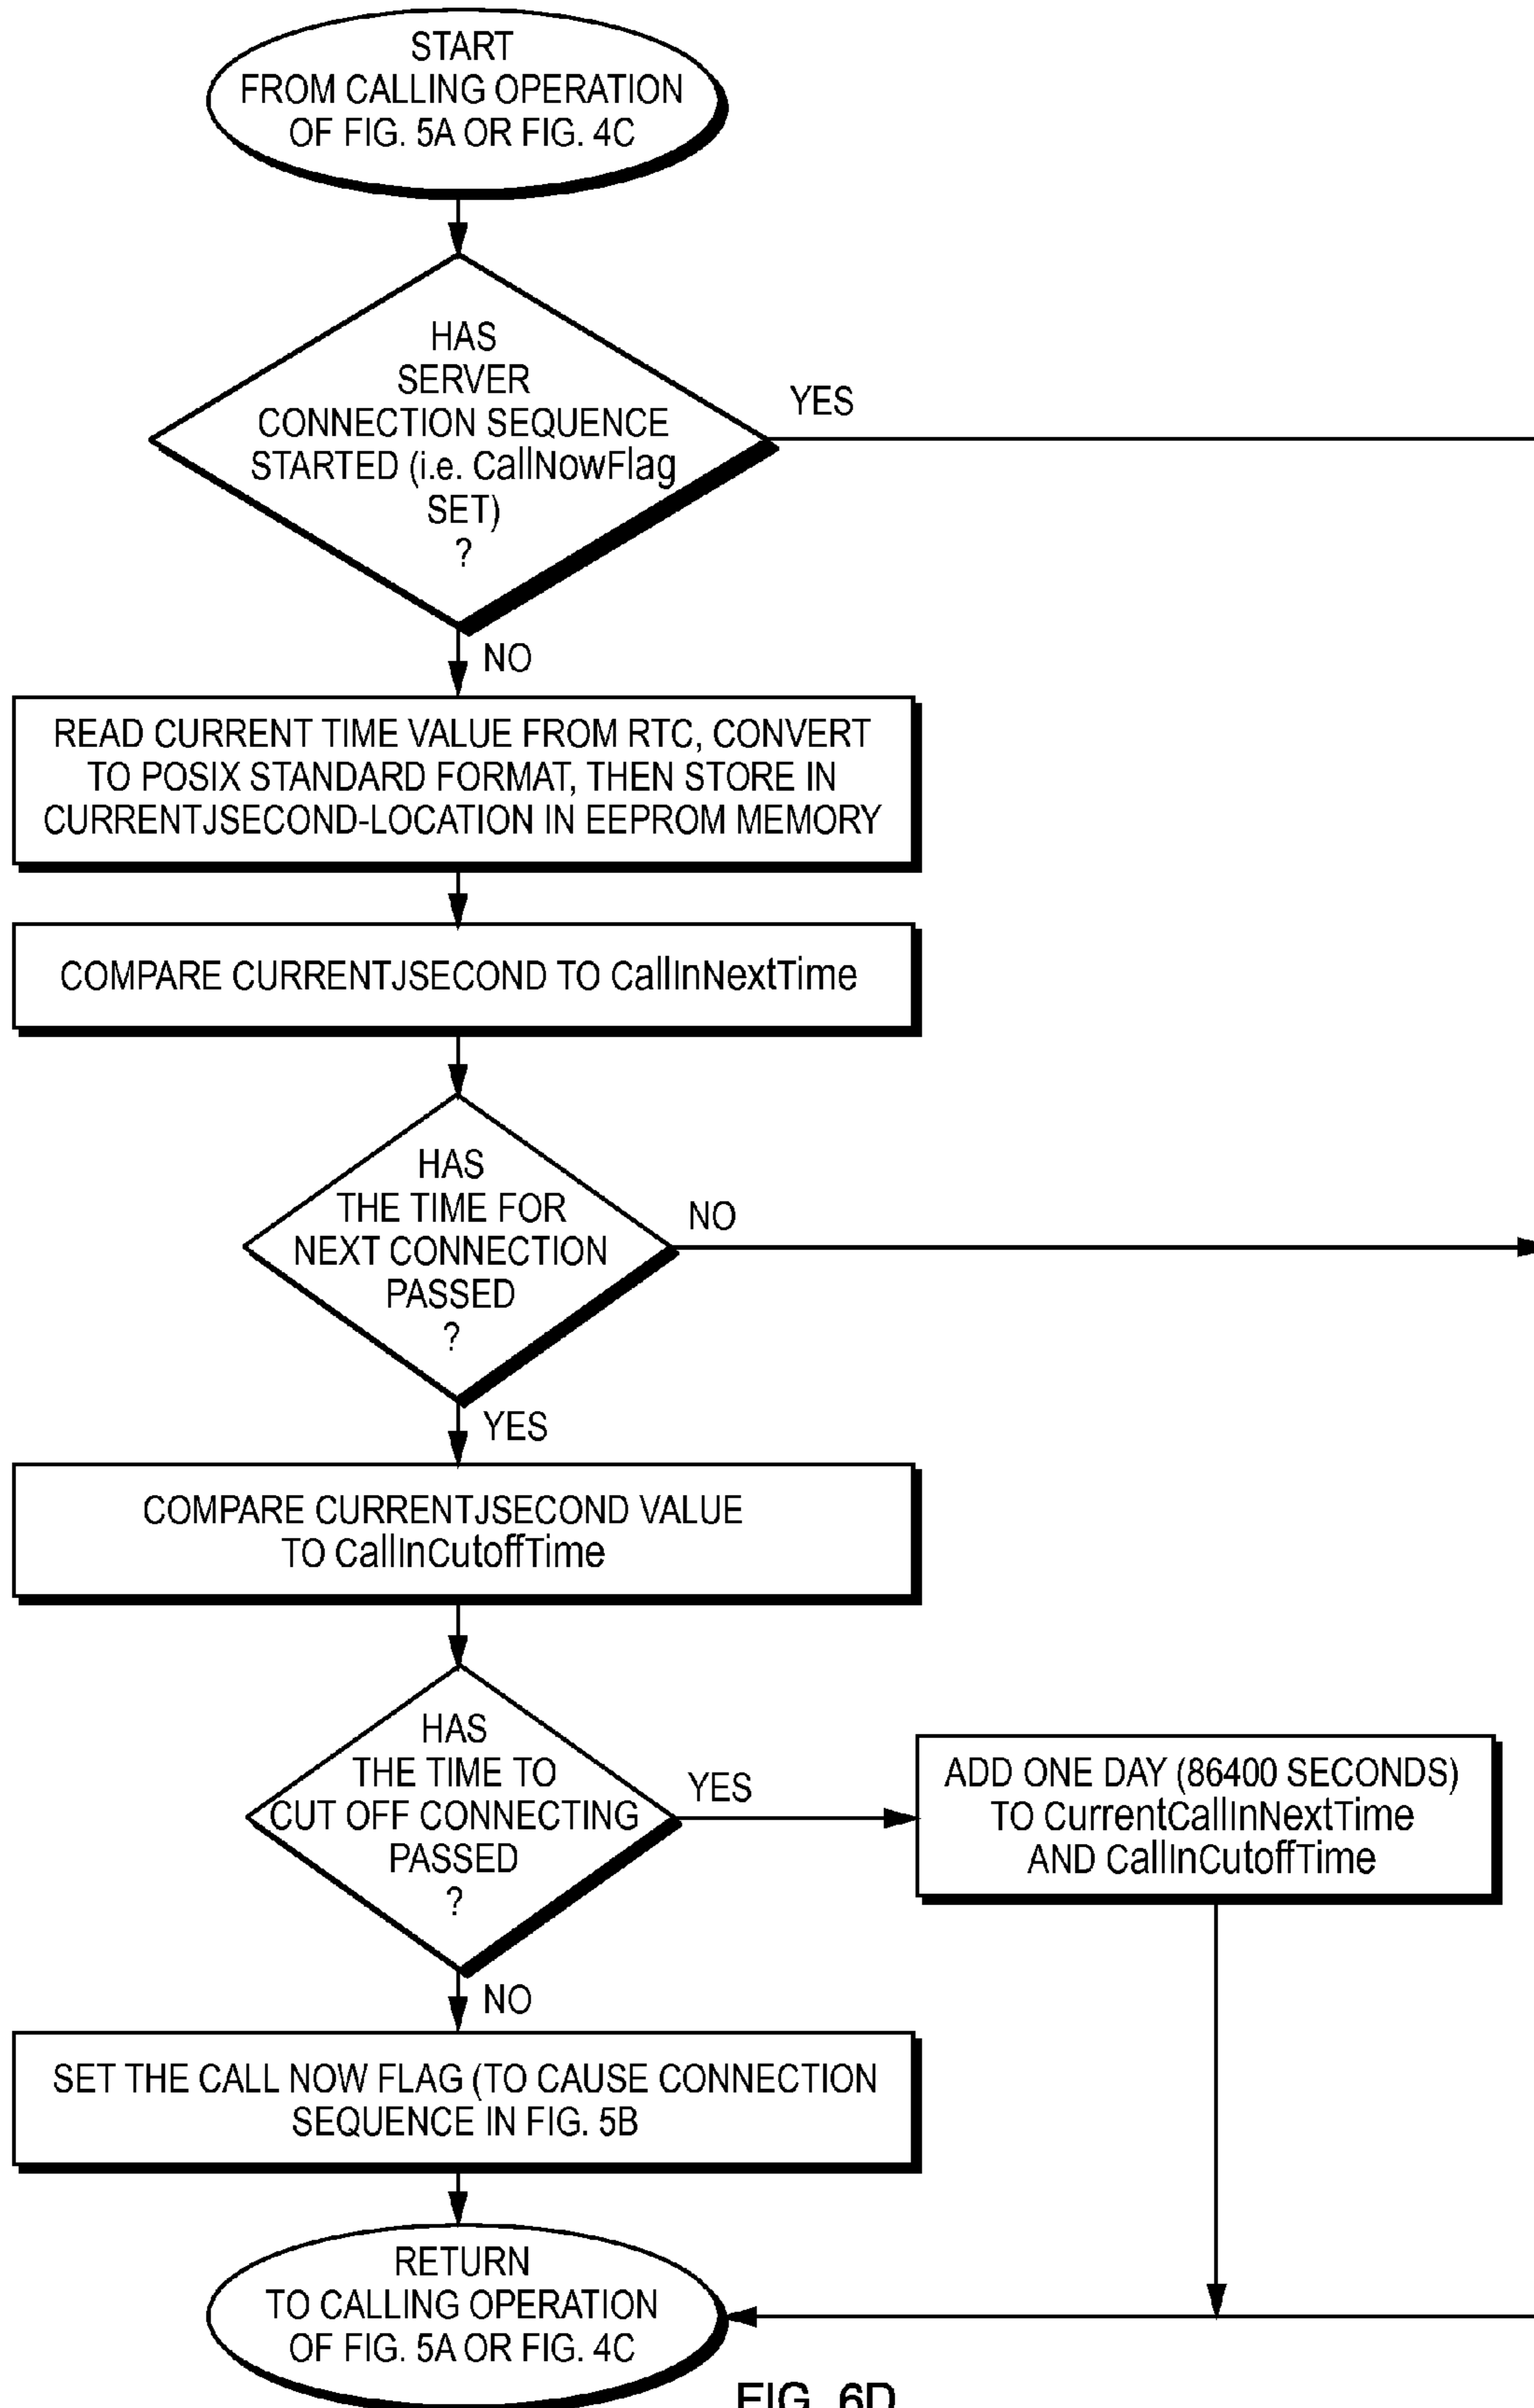 START
FROM CALLING OPERATION
OF FIG. 5A OR FIG. 4C
HAS
SERVER
CONNECTION SEQUENCE
STARTED (i.e. CallNowFlag
SET)
?
YES
NO
READ CURRENT TIME VALUE FROM RTC, CONVERT
TO POSIX STANDARD FORMAT, THEN STORE IN
CURRENTJSECOND-LOCATION IN EEPROM MEMORY
COMPARE CURRENTJSECOND TO CallInNextTime
HAS
THE TIME FOR
NEXT CONNECTION
PASSED
?
NO
YES
COMPARE CURRENTJSECOND VALUE
TO CallInCutoffTime
HAS
THE TIME TO
CUT OFF CONNECTING
PASSED
?
YES
ADD ONE DAY (86400 SECONDS)
TO CurrentCallInNextTime
AND CallInCutoffTime
NO
SET THE CALL NOW FLAG (TO CAUSE CONNECTION
SEQUENCE IN FIG. 5B
RETURN
TO CALLING OPERATION
OF FIG. 5A OR FIG. 4C
FIG. 6D